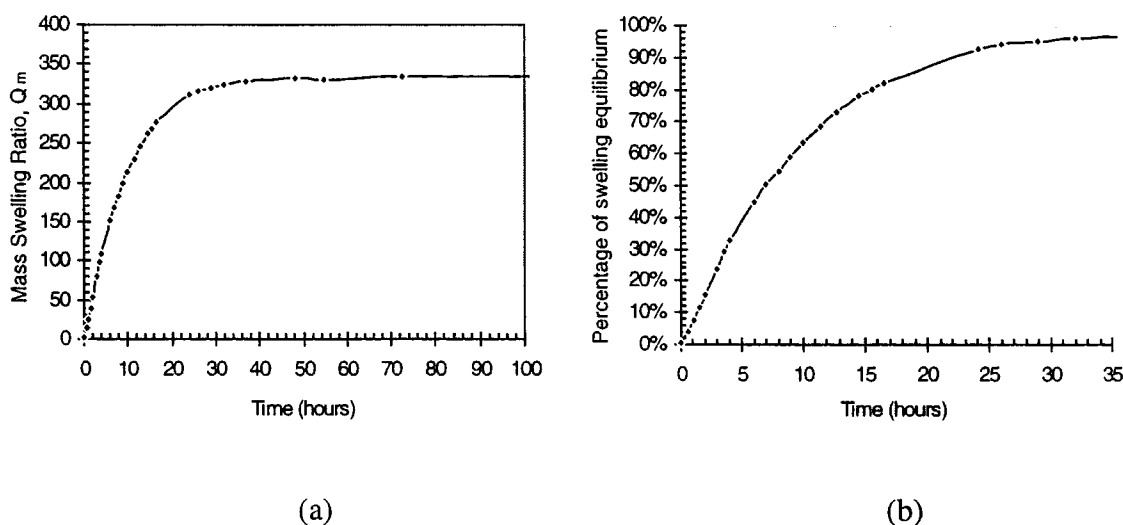 Mass Swelling Ratio, Qm
400
350
300
250
200
150
100
50
0
0 10 20 30 40 50 60 70 80 90 100
Time (hours)
(a)
Percentage of swelling equilibrium
100%
90%
80%
70%
60%
50%
40%
30%
20%
10%
0%
0 5 10 15 20 25 30 35
Time (hours)
(b)